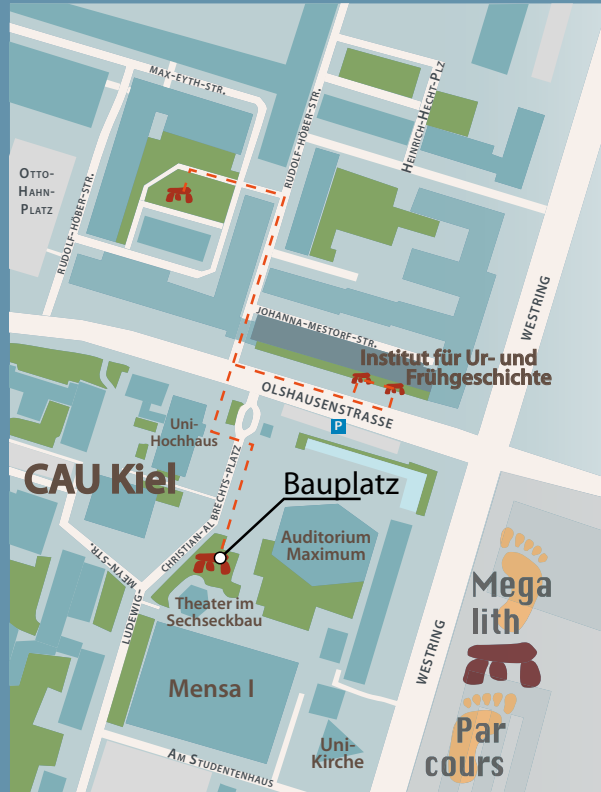 MAX-EYTH-STR.
HEINRICH-HECHT-PLZ
RUDOLF-HÖBER-STR.
OTTO-
HAHN-
PLATZ
RUDOLF-HÖBER-STR.
WESTRING
JOHANNA-MESTORF-STR.
Institut für Ur- und
Frühgeschichte
OLSHAUSENSTRASSE
P
Uni-
Hochhaus
CAU Kiel
CHRISTIAN-ALBRECHTS-PLATZ
Bauplatz
Auditorium
Maximum
LUDEWIG-
MEYN-STR.
Theater im
Sechseckbau
Mega
lith
WESTRING
Mensa I
Par
cours
Uni-
Kirche
AM STUDENTENHAUS